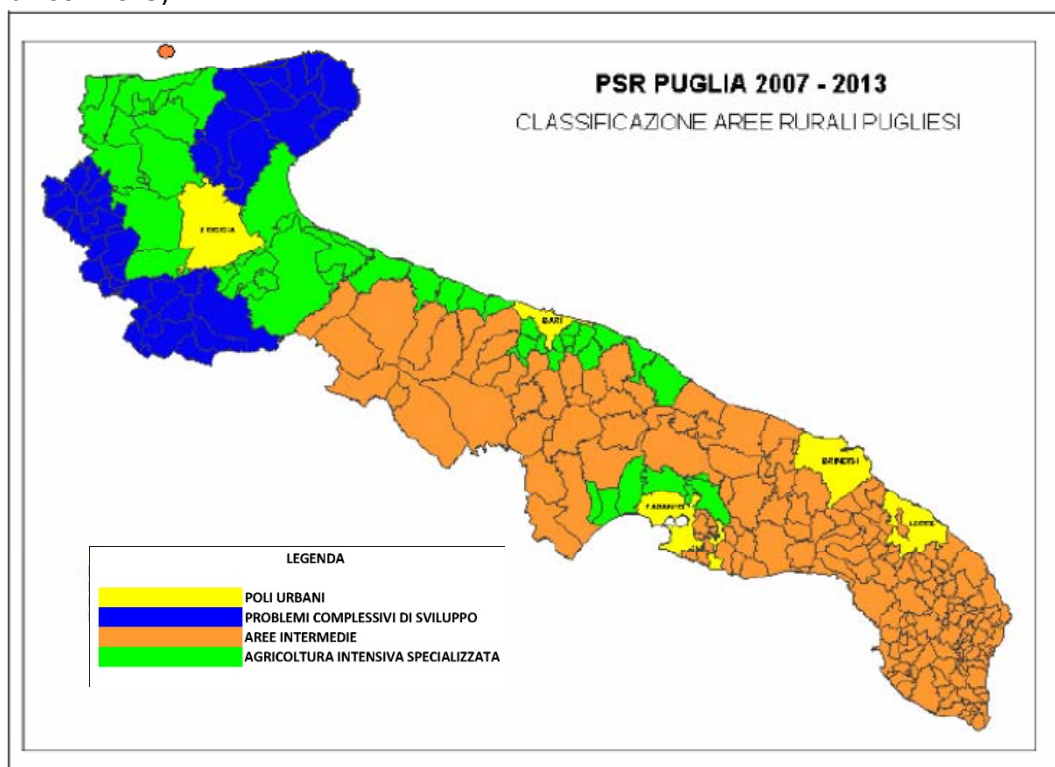 PSR PUGLIA 2007 - 2013
CLASSIFICAZIONE AREE RURALI PUGLIESI
FOGGIA
BARI
BRINDISI
TARANTO
LECCE
LEGENDA
POLI URBANI
PROBLEMI COMPLESSIVI DI SVILUPPO
AREE INTERMEDIE
AGRICOLTURA INTENSIVA SPECIALIZZATA